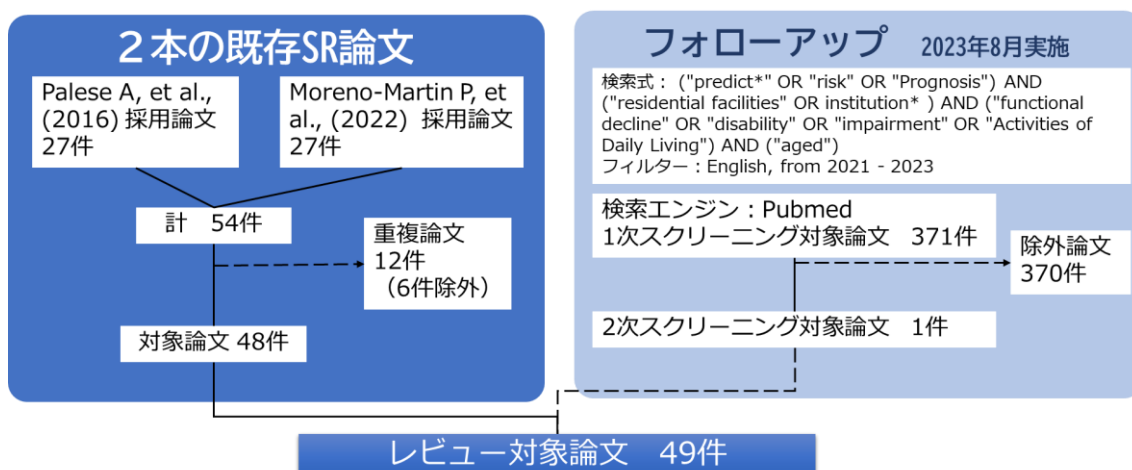 2本の既存SR論文
Palese A, et al.,
(2016) 採用論文
27件
Moreno-Martin P, et
al., (2022) 採用論文
27件
計 54件
重複論文
12件
（6件除外）
対象論文 48件
フォローアップ 2023年8月実施
検索式： ("predict*" OR "risk" OR "Prognosis") AND
("residential facilities" OR institution* ) AND ("functional
decline" OR "disability" OR "impairment" OR "Activities of
Daily Living") AND ("aged")
フィルター：English, from 2021 - 2023
検索エンジン：Pubmed
1次スクリーニング対象論文 371件
除外論文
370件
2次スクリーニング対象論文 1件
レビュー対象論文 49件